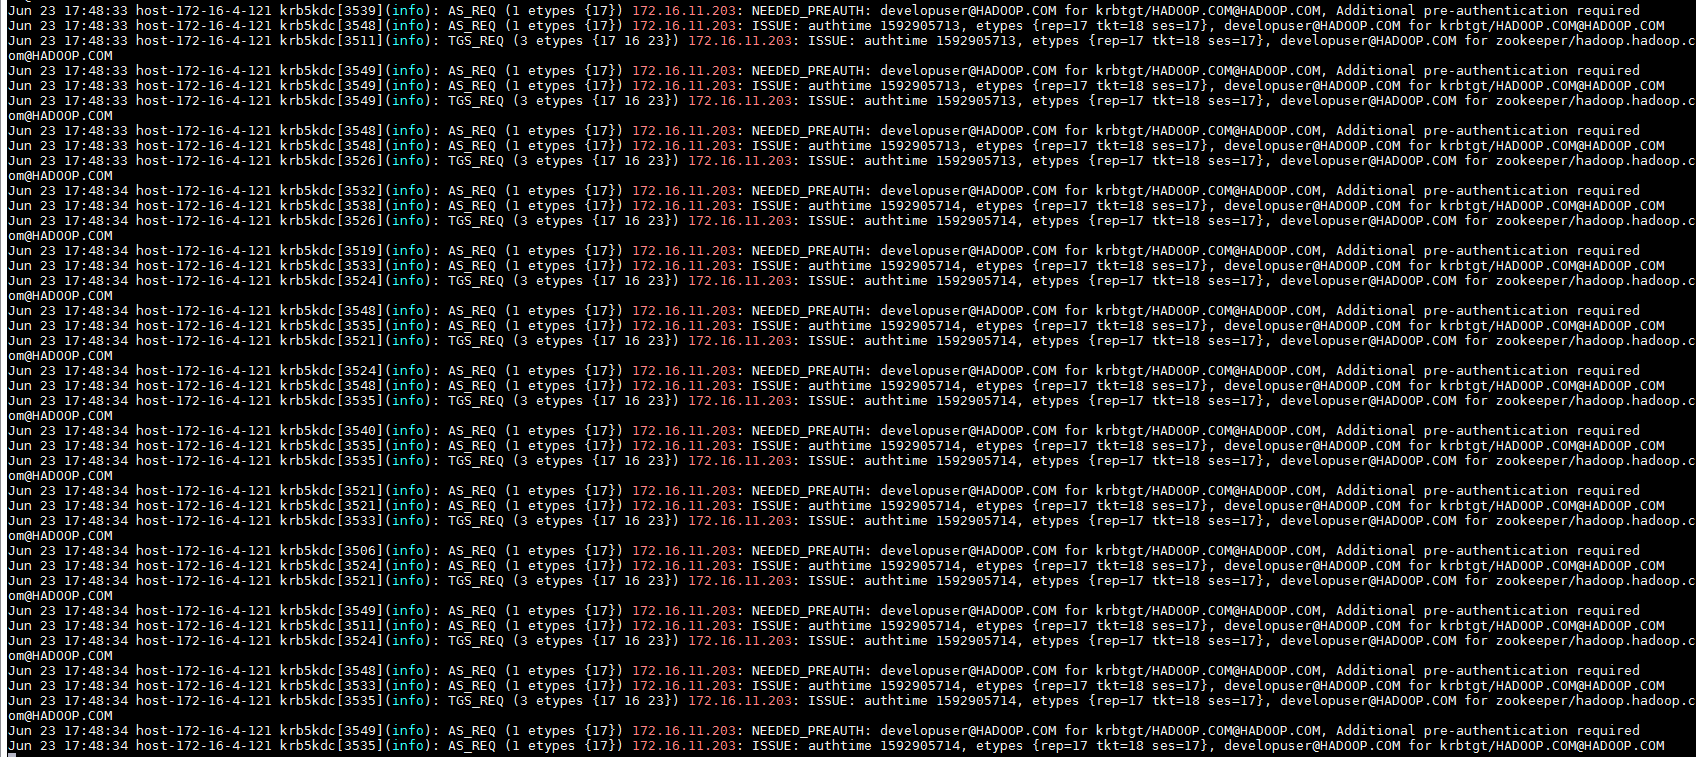 Jun 23 17:48:33 host-172-16-4-121 krb5kdc[3539](info): AS_REQ (1 etypes {17}) 172.16.11.203: NEEDED_PREAUTH: developuser@HADOOP.COM for krbtgt/HADOOP.COM@HADOOP.COM, Additional pre-authentication required
Jun 23 17:48:33 host-172-16-4-121 krb5kdc[3548](info): AS_REQ (1 etypes {17}) 172.16.11.203: ISSUE: authtime 1592905713, etypes {rep=17 tkt=18 ses=17}, developuser@HADOOP.COM for krbtgt/HADOOP.COM@HADOOP.COM
Jun 23 17:48:33 host-172-16-4-121 krb5kdc[3511](info): TGS_REQ (3 etypes {17 16 23}) 172.16.11.203: ISSUE: authtime 1592905713, etypes {rep=17 tkt=18 ses=17}, developuser@HADOOP.COM for zookeeper/hadoop.hadoop.c
om@HADOOP.COM
Jun 23 17:48:33 host-172-16-4-121 krb5kdc[3549](info): AS_REQ (1 etypes {17}) 172.16.11.203: NEEDED_PREAUTH: developuser@HADOOP.COM for krbtgt/HADOOP.COM@HADOOP.COM, Additional pre-authentication required
Jun 23 17:48:33 host-172-16-4-121 krb5kdc[3549](info): AS_REQ (1 etypes {17}) 172.16.11.203: ISSUE: authtime 1592905713, etypes {rep=17 tkt=18 ses=17}, developuser@HADOOP.COM for krbtgt/HADOOP.COM@HADOOP.COM
Jun 23 17:48:33 host-172-16-4-121 krb5kdc[3549](info): TGS_REQ (3 etypes {17 16 23}) 172.16.11.203: ISSUE: authtime 1592905713, etypes {rep=17 tkt=18 ses=17}, developuser@HADOOP.COM for zookeeper/hadoop.hadoop.c
om@HADOOP.COM
Jun 23 17:48:33 host-172-16-4-121 krb5kdc[3548](info): AS_REQ (1 etypes {17}) 172.16.11.203: NEEDED_PREAUTH: developuser@HADOOP.COM for krbtgt/HADOOP.COM@HADOOP.COM, Additional pre-authentication required
Jun 23 17:48:33 host-172-16-4-121 krb5kdc[3548](info): AS_REQ (1 etypes {17}) 172.16.11.203: ISSUE: authtime 1592905713, etypes {rep=17 tkt=18 ses=17}, developuser@HADOOP.COM for krbtgt/HADOOP.COM@HADOOP.COM
Jun 23 17:48:33 host-172-16-4-121 krb5kdc[3526](info): TGS_REQ (3 etypes {17 16 23}) 172.16.11.203: ISSUE: authtime 1592905713, etypes {rep=17 tkt=18 ses=17}, developuser@HADOOP.COM for zookeeper/hadoop.hadoop.c
om@HADOOP.COM
Jun 23 17:48:34 host-172-16-4-121 krb5kdc[3532](info): AS_REQ (1 etypes {17}) 172.16.11.203: NEEDED_PREAUTH: developuser@HADOOP.COM for krbtgt/HADOOP.COM@HADOOP.COM, Additional pre-authentication required
Jun 23 17:48:34 host-172-16-4-121 krb5kdc[3538](info): AS_REQ (1 etypes {17}) 172.16.11.203: ISSUE: authtime 1592905714, etypes {rep=17 tkt=18 ses=17}, developuser@HADOOP.COM for krbtgt/HADOOP.COM@HADOOP.COM
Jun 23 17:48:34 host-172-16-4-121 krb5kdc[3526](info): TGS_REQ (3 etypes {17 16 23}) 172.16.11.203: ISSUE: authtime 1592905714, etypes {rep=17 tkt=18 ses=17}, developuser@HADOOP.COM for zookeeper/hadoop.hadoop.c
om@HADOOP.COM
Jun 23 17:48:34 host-172-16-4-121 krb5kdc[3519](info): AS_REQ (1 etypes {17}) 172.16.11.203: NEEDED_PREAUTH: developuser@HADOOP.COM for krbtgt/HADOOP.COM@HADOOP.COM, Additional pre-authentication required
Jun 23 17:48:34 host-172-16-4-121 krb5kdc[3533](info): AS_REQ (1 etypes {17}) 172.16.11.203: ISSUE: authtime 1592905714, etypes {rep=17 tkt=18 ses=17}, developuser@HADOOP.COM for krbtgt/HADOOP.COM@HADOOP.COM
Jun 23 17:48:34 host-172-16-4-121 krb5kdc[3524](info): TGS_REQ (3 etypes {17 16 23}) 172.16.11.203: ISSUE: authtime 1592905714, etypes {rep=17 tkt=18 ses=17}, developuser@HADOOP.COM for zookeeper/hadoop.hadoop.c
om@HADOOP.COM
Jun 23 17:48:34 host-172-16-4-121 krb5kdc[3548](info): AS_REQ (1 etypes {17}) 172.16.11.203: NEEDED_PREAUTH: developuser@HADOOP.COM for krbtgt/HADOOP.COM@HADOOP.COM, Additional pre-authentication required
Jun 23 17:48:34 host-172-16-4-121 krb5kdc[3535](info): AS_REQ (1 etypes {17}) 172.16.11.203: ISSUE: authtime 1592905714, etypes {rep=17 tkt=18 ses=17}, developuser@HADOOP.COM for krbtgt/HADOOP.COM@HADOOP.COM
Jun 23 17:48:34 host-172-16-4-121 krb5kdc[3521](info): TGS_REQ (3 etypes {17 16 23}) 172.16.11.203: ISSUE: authtime 1592905714, etypes {rep=17 tkt=18 ses=17}, developuser@HADOOP.COM for zookeeper/hadoop.hadoop.c
om@HADOOP.COM
Jun 23 17:48:34 host-172-16-4-121 krb5kdc[3524](info): AS_REQ (1 etypes {17}) 172.16.11.203: NEEDED_PREAUTH: developuser@HADOOP.COM for krbtgt/HADOOP.COM@HADOOP.COM, Additional pre-authentication required
Jun 23 17:48:34 host-172-16-4-121 krb5kdc[3548](info): AS_REQ (1 etypes {17}) 172.16.11.203: ISSUE: authtime 1592905714, etypes {rep=17 tkt=18 ses=17}, developuser@HADOOP.COM for krbtgt/HADOOP.COM@HADOOP.COM
Jun 23 17:48:34 host-172-16-4-121 krb5kdc[3535](info): TGS_REQ (3 etypes {17 16 23}) 172.16.11.203: ISSUE: authtime 1592905714, etypes {rep=17 tkt=18 ses=17}, developuser@HADOOP.COM for zookeeper/hadoop.hadoop.c
om@HADOOP.COM
Jun 23 17:48:34 host-172-16-4-121 krb5kdc[3540](info): AS_REQ (1 etypes {17}) 172.16.11.203: NEEDED_PREAUTH: developuser@HADOOP.COM for krbtgt/HADOOP.COM@HADOOP.COM, Additional pre-authentication required
Jun 23 17:48:34 host-172-16-4-121 krb5kdc[3535](info): AS_REQ (1 etypes {17}) 172.16.11.203: ISSUE: authtime 1592905714, etypes {rep=17 tkt=18 ses=17}, developuser@HADOOP.COM for krbtgt/HADOOP.COM@HADOOP.COM
Jun 23 17:48:34 host-172-16-4-121 krb5kdc[3535](info): TGS_REQ (3 etypes {17 16 23}) 172.16.11.203: ISSUE: authtime 1592905714, etypes {rep=17 tkt=18 ses=17}, developuser@HADOOP.COM for zookeeper/hadoop.hadoop.c
om@HADOOP.COM
Jun 23 17:48:34 host-172-16-4-121 krb5kdc[3521](info): AS_REQ (1 etypes {17}) 172.16.11.203: NEEDED_PREAUTH: developuser@HADOOP.COM for krbtgt/HADOOP.COM@HADOOP.COM, Additional pre-authentication required
Jun 23 17:48:34 host-172-16-4-121 krb5kdc[3521](info): AS_REQ (1 etypes {17}) 172.16.11.203: ISSUE: authtime 1592905714, etypes {rep=17 tkt=18 ses=17}, developuser@HADOOP.COM for krbtgt/HADOOP.COM@HADOOP.COM
Jun 23 17:48:34 host-172-16-4-121 krb5kdc[3533](info): TGS_REQ (3 etypes {17 16 23}) 172.16.11.203: ISSUE: authtime 1592905714, etypes {rep=17 tkt=18 ses=17}, developuser@HADOOP.COM for zookeeper/hadoop.hadoop.c
om@HADOOP.COM
Jun 23 17:48:34 host-172-16-4-121 krb5kdc[3506](info): AS_REQ (1 etypes {17}) 172.16.11.203: NEEDED_PREAUTH: developuser@HADOOP.COM for krbtgt/HADOOP.COM@HADOOP.COM, Additional pre-authentication required
Jun 23 17:48:34 host-172-16-4-121 krb5kdc[3524](info): AS_REQ (1 etypes {17}) 172.16.11.203: ISSUE: authtime 1592905714, etypes {rep=17 tkt=18 ses=17}, developuser@HADOOP.COM for krbtgt/HADOOP.COM@HADOOP.COM
Jun 23 17:48:34 host-172-16-4-121 krb5kdc[3521](info): TGS_REQ (3 etypes {17 16 23}) 172.16.11.203: ISSUE: authtime 1592905714, etypes {rep=17 tkt=18 ses=17}, developuser@HADOOP.COM for zookeeper/hadoop.hadoop.c
om@HADOOP.COM
Jun 23 17:48:34 host-172-16-4-121 krb5kdc[3549](info): AS_REQ (1 etypes {17}) 172.16.11.203: NEEDED_PREAUTH: developuser@HADOOP.COM for krbtgt/HADOOP.COM@HADOOP.COM, Additional pre-authentication required
Jun 23 17:48:34 host-172-16-4-121 krb5kdc[3511](info): AS_REQ (1 etypes {17}) 172.16.11.203: ISSUE: authtime 1592905714, etypes {rep=17 tkt=18 ses=17}, developuser@HADOOP.COM for krbtgt/HADOOP.COM@HADOOP.COM
Jun 23 17:48:34 host-172-16-4-121 krb5kdc[3524](info): TGS_REQ (3 etypes {17 16 23}) 172.16.11.203: ISSUE: authtime 1592905714, etypes {rep=17 tkt=18 ses=17}, developuser@HADOOP.COM for zookeeper/hadoop.hadoop.c
om@HADOOP.COM
Jun 23 17:48:34 host-172-16-4-121 krb5kdc[3548](info): AS_REQ (1 etypes {17}) 172.16.11.203: NEEDED_PREAUTH: developuser@HADOOP.COM for krbtgt/HADOOP.COM@HADOOP.COM, Additional pre-authentication required
Jun 23 17:48:34 host-172-16-4-121 krb5kdc[3533](info): AS_REQ (1 etypes {17}) 172.16.11.203: ISSUE: authtime 1592905714, etypes {rep=17 tkt=18 ses=17}, developuser@HADOOP.COM for krbtgt/HADOOP.COM@HADOOP.COM
Jun 23 17:48:34 host-172-16-4-121 krb5kdc[3535](info): TGS_REQ (3 etypes {17 16 23}) 172.16.11.203: ISSUE: authtime 1592905714, etypes {rep=17 tkt=18 ses=17}, developuser@HADOOP.COM for zookeeper/hadoop.hadoop.c
om@HADOOP.COM
Jun 23 17:48:34 host-172-16-4-121 krb5kdc[3549](info): AS_REQ (1 etypes {17}) 172.16.11.203: NEEDED_PREAUTH: developuser@HADOOP.COM for krbtgt/HADOOP.COM@HADOOP.COM, Additional pre-authentication required
Jun 23 17:48:34 host-172-16-4-121 krb5kdc[3535](info): AS_REQ (1 etypes {17}) 172.16.11.203: ISSUE: authtime 1592905714, etypes {rep=17 tkt=18 ses=17}, developuser@HADOOP.COM for krbtgt/HADOOP.COM@HADOOP.COM